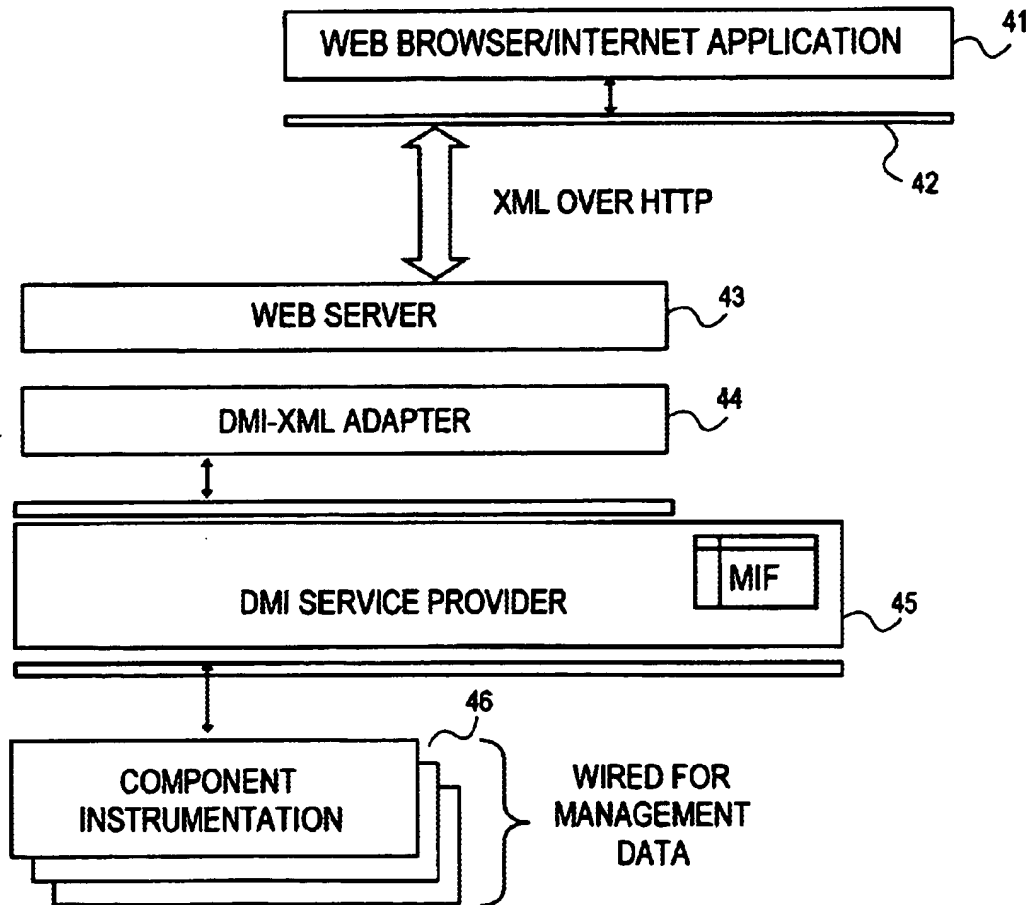 WEB BROWSER/INTERNET APPLICATION
41
42
XML OVER HTTP
WEB SERVER
43
DMI-XML ADAPTER
44
MIF
DMI SERVICE PROVIDER
45
46
COMPONENT
INSTRUMENTATION
WIRED FOR
MANAGEMENT
DATA